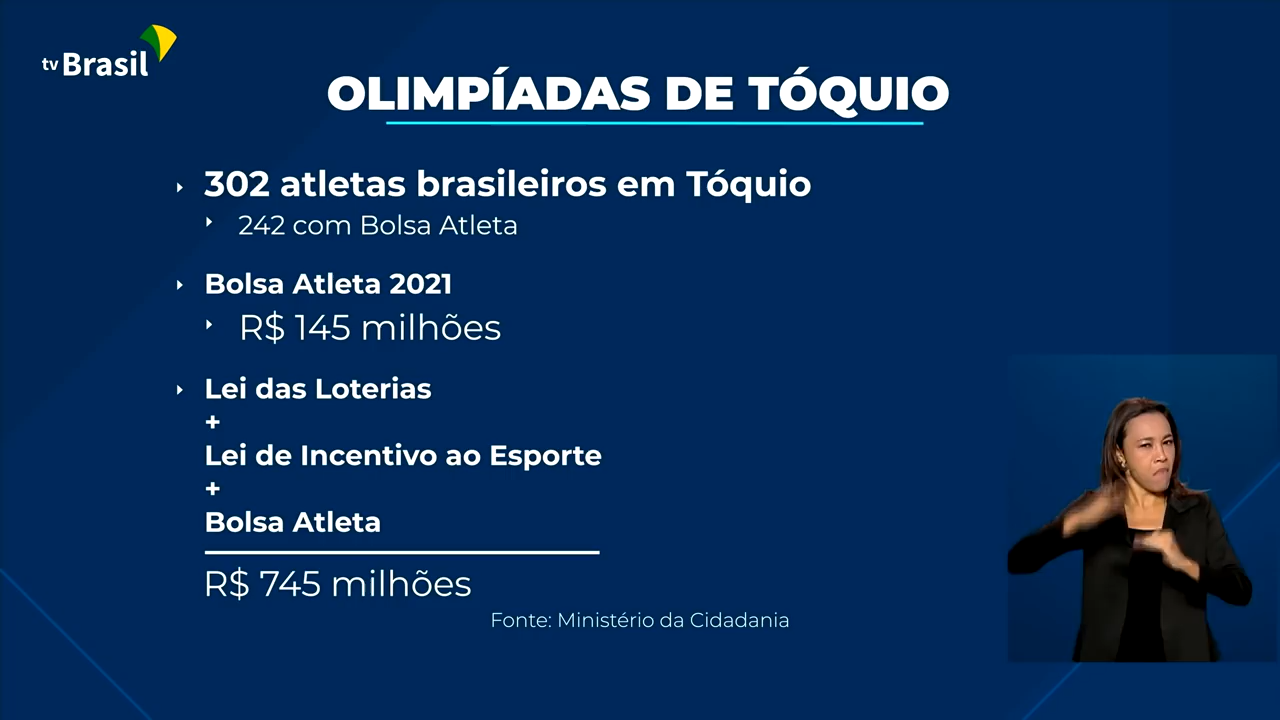 tv Brasil
OLIMPÍADAS DE TÓQUIO
302 atletas brasileiros em Tóquio
242 com Bolsa Atleta
Bolsa Atleta 2021
R$ 145 milhões
Lei das Loterias
+
Lei de Incentivo ao Esporte
+
Bolsa Atleta
R$ 745 milhões
Fonte: Ministério da Cidadania